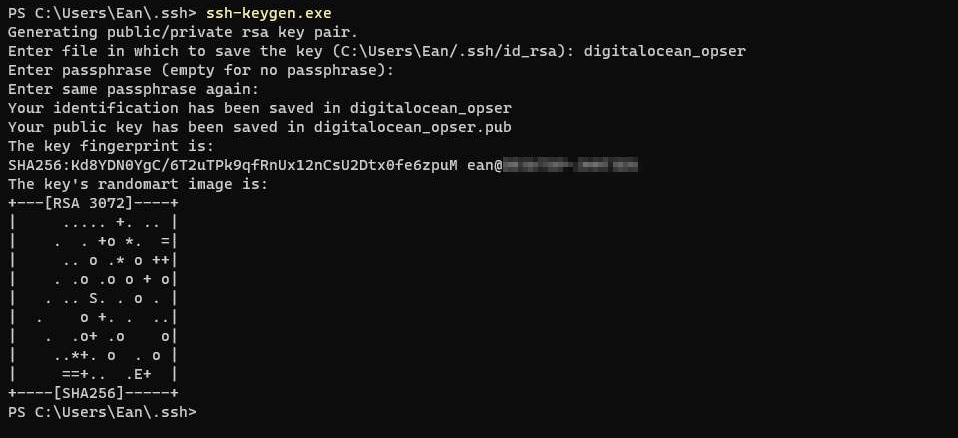 PS C:\Users\Ean\.ssh> ssh-keygen.exe
Generating public/private rsa key pair.
Enter file in which to save the key (C:\Users\Ean/.ssh/id_rsa): digitalocean_opser
Enter passphrase (empty for no passphrase):
Enter same passphrase again:
Your identification has been saved in digitalocean_opser
Your public key has been saved in digitalocean_opser.pub
The key fingerprint is:
SHA256:Kd8YDN0YgC/6T2uTPk9qfRnUx12nCsU2Dtx0fe6zpuM ean@
The key's randomart image is:
+---[RSA 3072]----+
|     ..... +. .. |
|    .  . +o *.  =|
|     .. o .* o ++|
|    . .o .o o + o|
|   . .. S. . o . |
|  .    o +. .  ..|
|   .  .o+ .o    o|
|    ..*+. o  . o |
|     ==+..  .E+  |
+----[SHA256]-----+
PS C:\Users\Ean\.ssh>